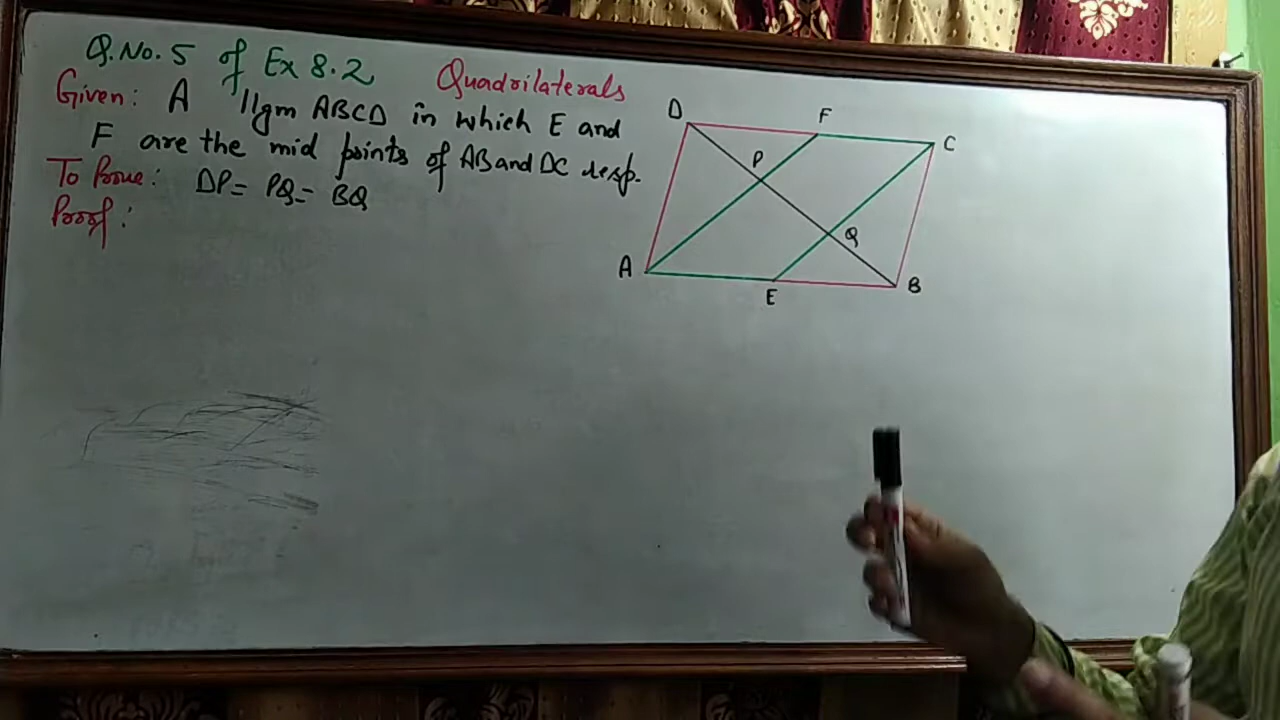 Q.No.5 of Ex 8.2
Quadrilaterals
Given: A ||gm ABCD in which E and
F are the mid points of AB and DC resp.
To Prove: DP= PQ= BQ
Proof:
D
F
C
P
Q
A
E
B